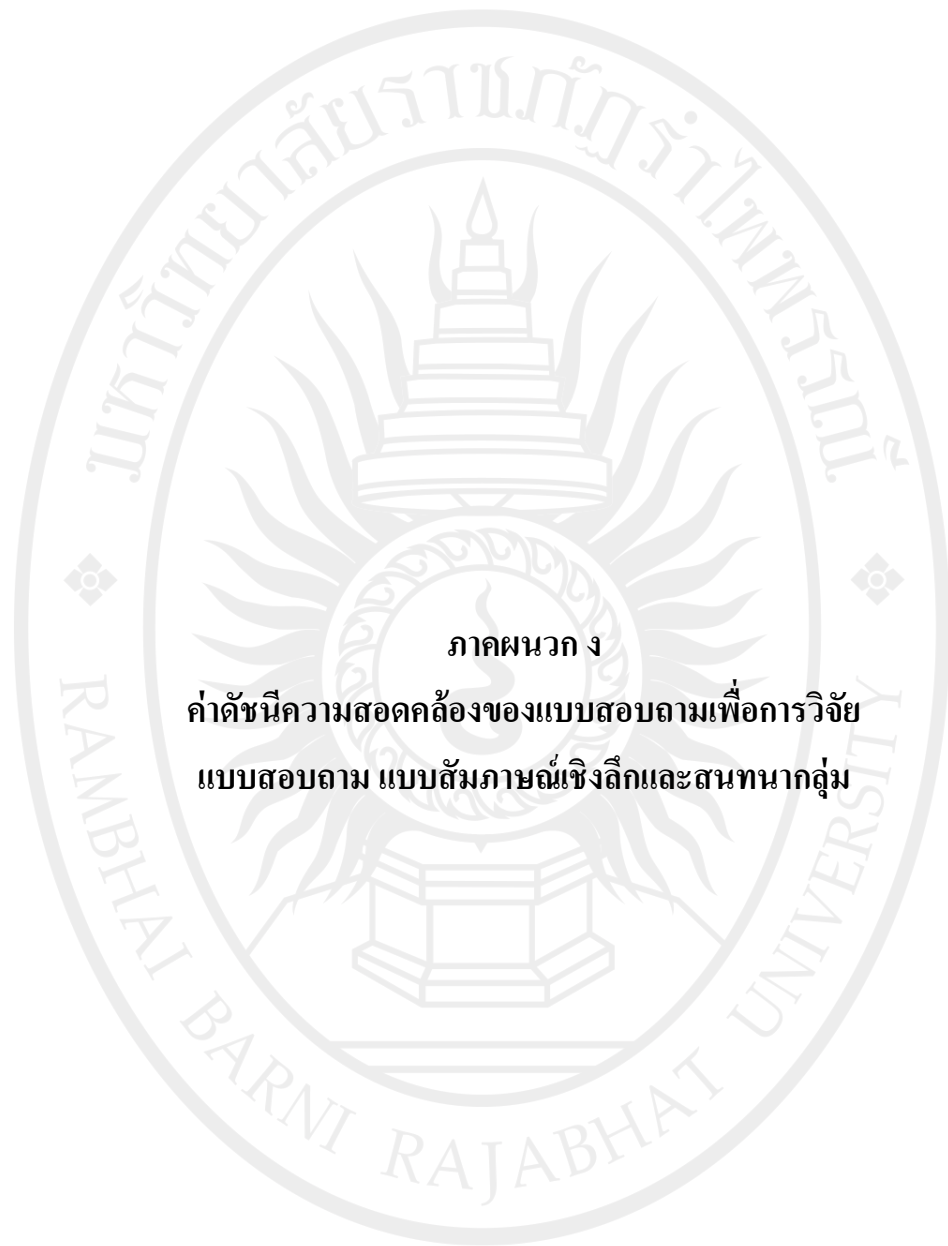 มหาวิทยาลัยราชภัฏรำไพพรรณี
ภาคผนวก ง
ค่าดัชนีความสอดคล้องของแบบสอบถามเพื่อการวิจัย
แบบสอบถาม แบบสัมภาษณ์เชิงลึกและสนทนากลุ่ม
RAMBHAI BARNI RAJABHAT UNIVERSITY